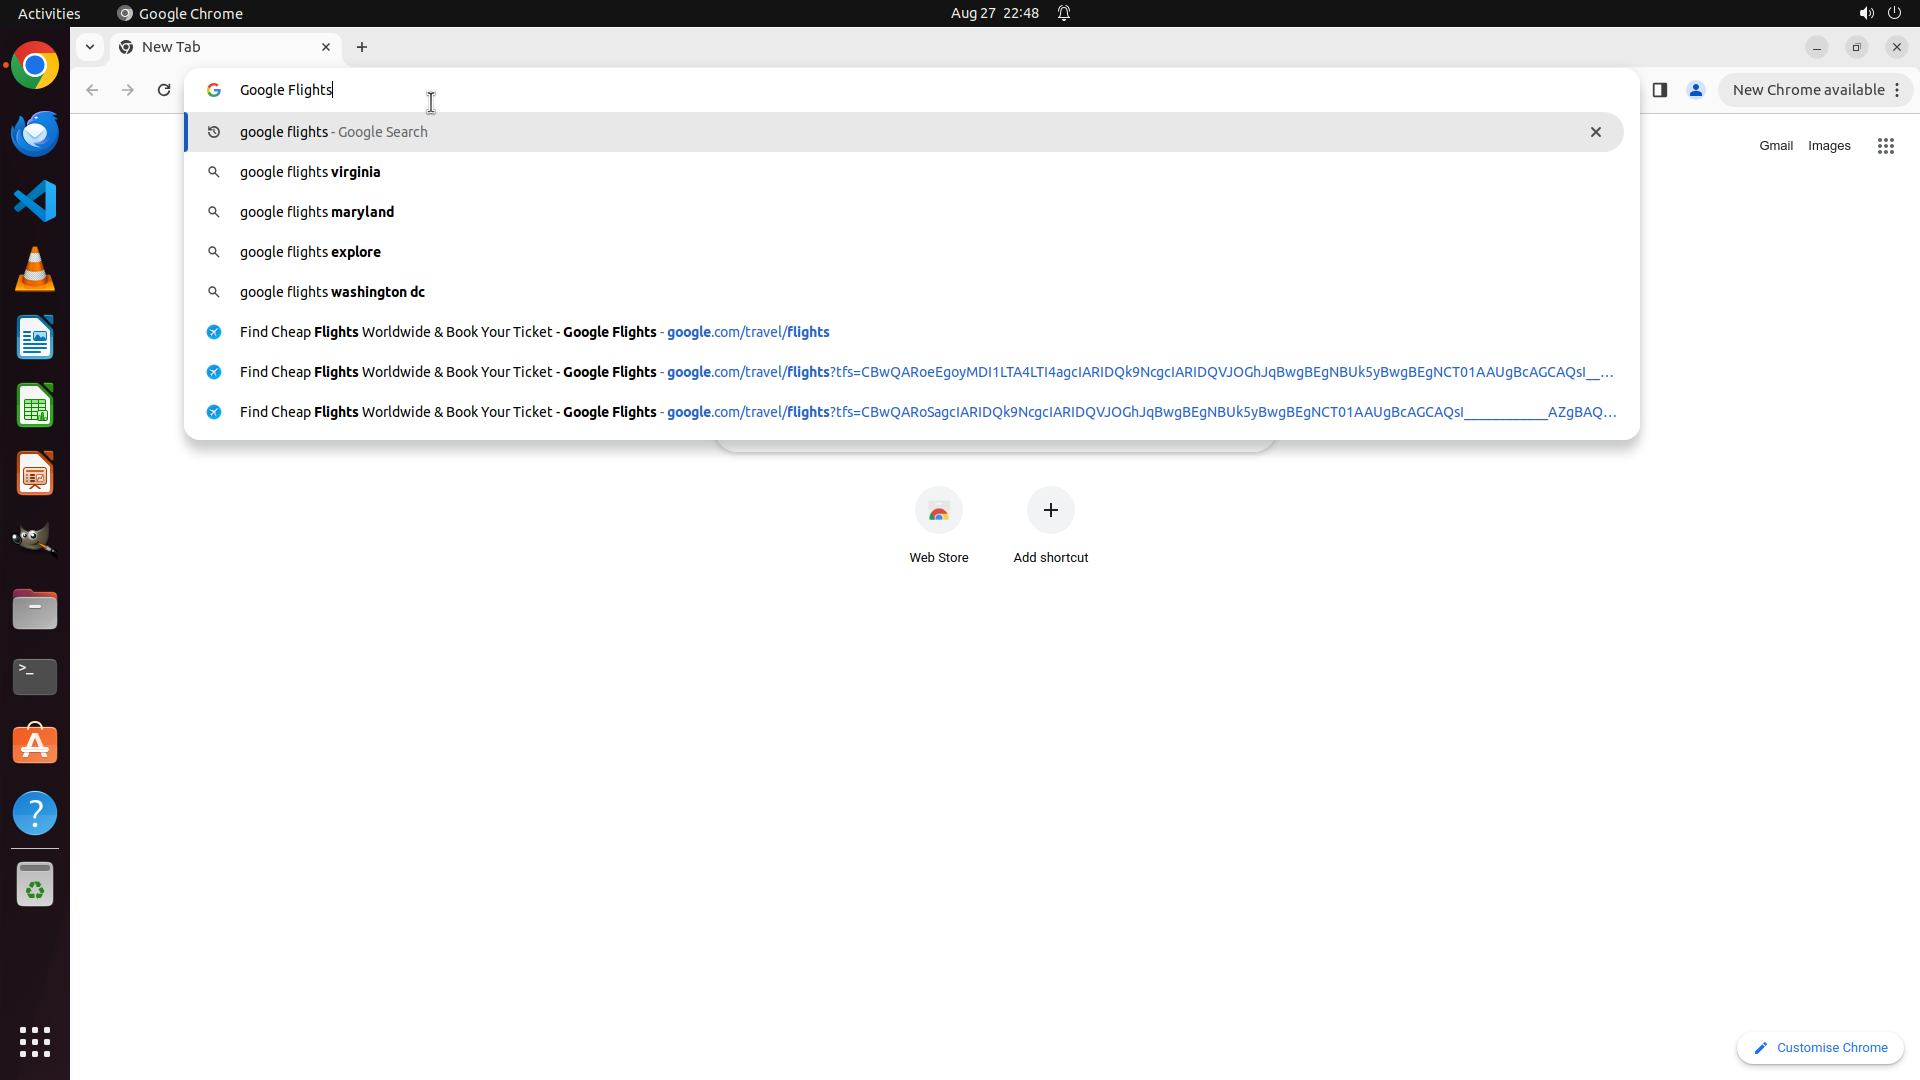 Activities
Google Chrome
Aug 27 22:48
New Tab
Google Flights
New Chrome available
google flights - Google Search
google flights virginia
google flights maryland
google flights explore
google flights washington dc
Find Cheap Flights Worldwide & Book Your Ticket - Google Flights - google.com/travel/flights
Find Cheap Flights Worldwide & Book Your Ticket - Google Flights - google.com/travel/flights?tfs=CBwQARoeEgoyMDI1LTA4LTI4agcIARIDQk9NcgcIARIDQVJOGhJqBwgBEgNBUk5yBwgBEgNCT01AAUgBcAGCAQsI__...
Find Cheap Flights Worldwide & Book Your Ticket - Google Flights - google.com/travel/flights?tfs=CBwQARoSagcIARIDQk9NcgcIARIDQVJOGhJqBwgBEgNBUk5yBwgBEgNCT01AAUgBcAGCAQsI___________AZgBAQ...
Gmail Images
Web Store
Add shortcut
Customise Chrome